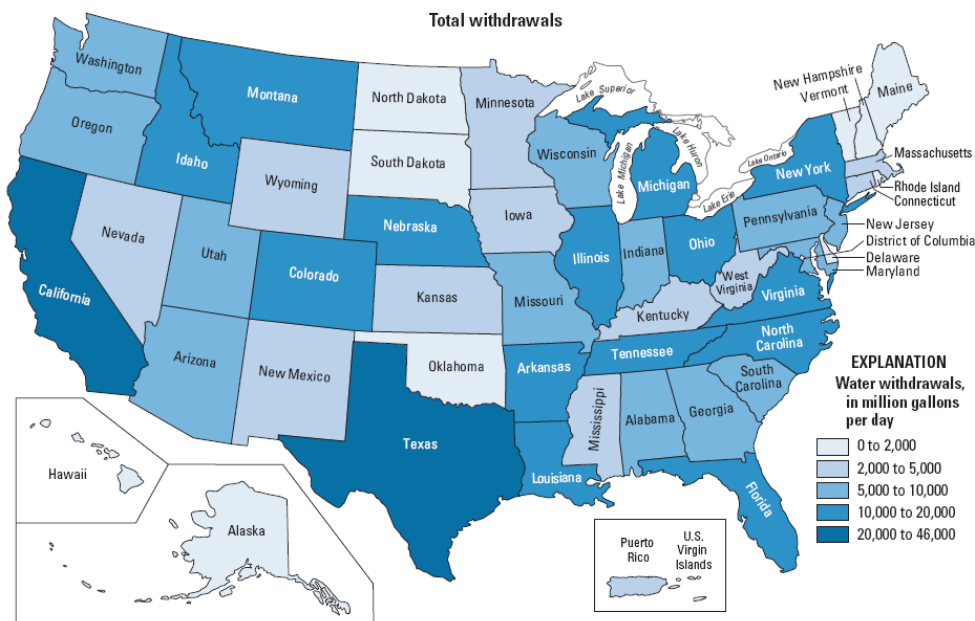 Total withdrawals
Washington
Oregon
California
Nevada
Idaho
Montana
Wyoming
Utah
Arizona
Colorado
New Mexico
North Dakota
South Dakota
Nebraska
Kansas
Oklahoma
Texas
Minnesota
Iowa
Missouri
Arkansas
Louisiana
Wisconsin
Illinois
Indiana
Michigan
Ohio
Kentucky
Tennessee
Mississippi
Alabama
Georgia
Florida
South
Carolina
North
Carolina
Virginia
West
Virginia
Pennsylvania
New York
Lake Superior
Lake Michigan
Lake Huron
Lake Erie
Lake Ontario
New Hampshire
Vermont
Maine
Massachusetts
Rhode Island
Connecticut
New Jersey
District of Columbia
Delaware
Maryland
Hawaii
Alaska
Puerto
Rico
U.S.
Virgin
Islands
EXPLANATION
Water withdrawals,
in million gallons
per day
0 to 2,000
2,000 to 5,000
5,000 to 10,000
10,000 to 20,000
20,000 to 46,000